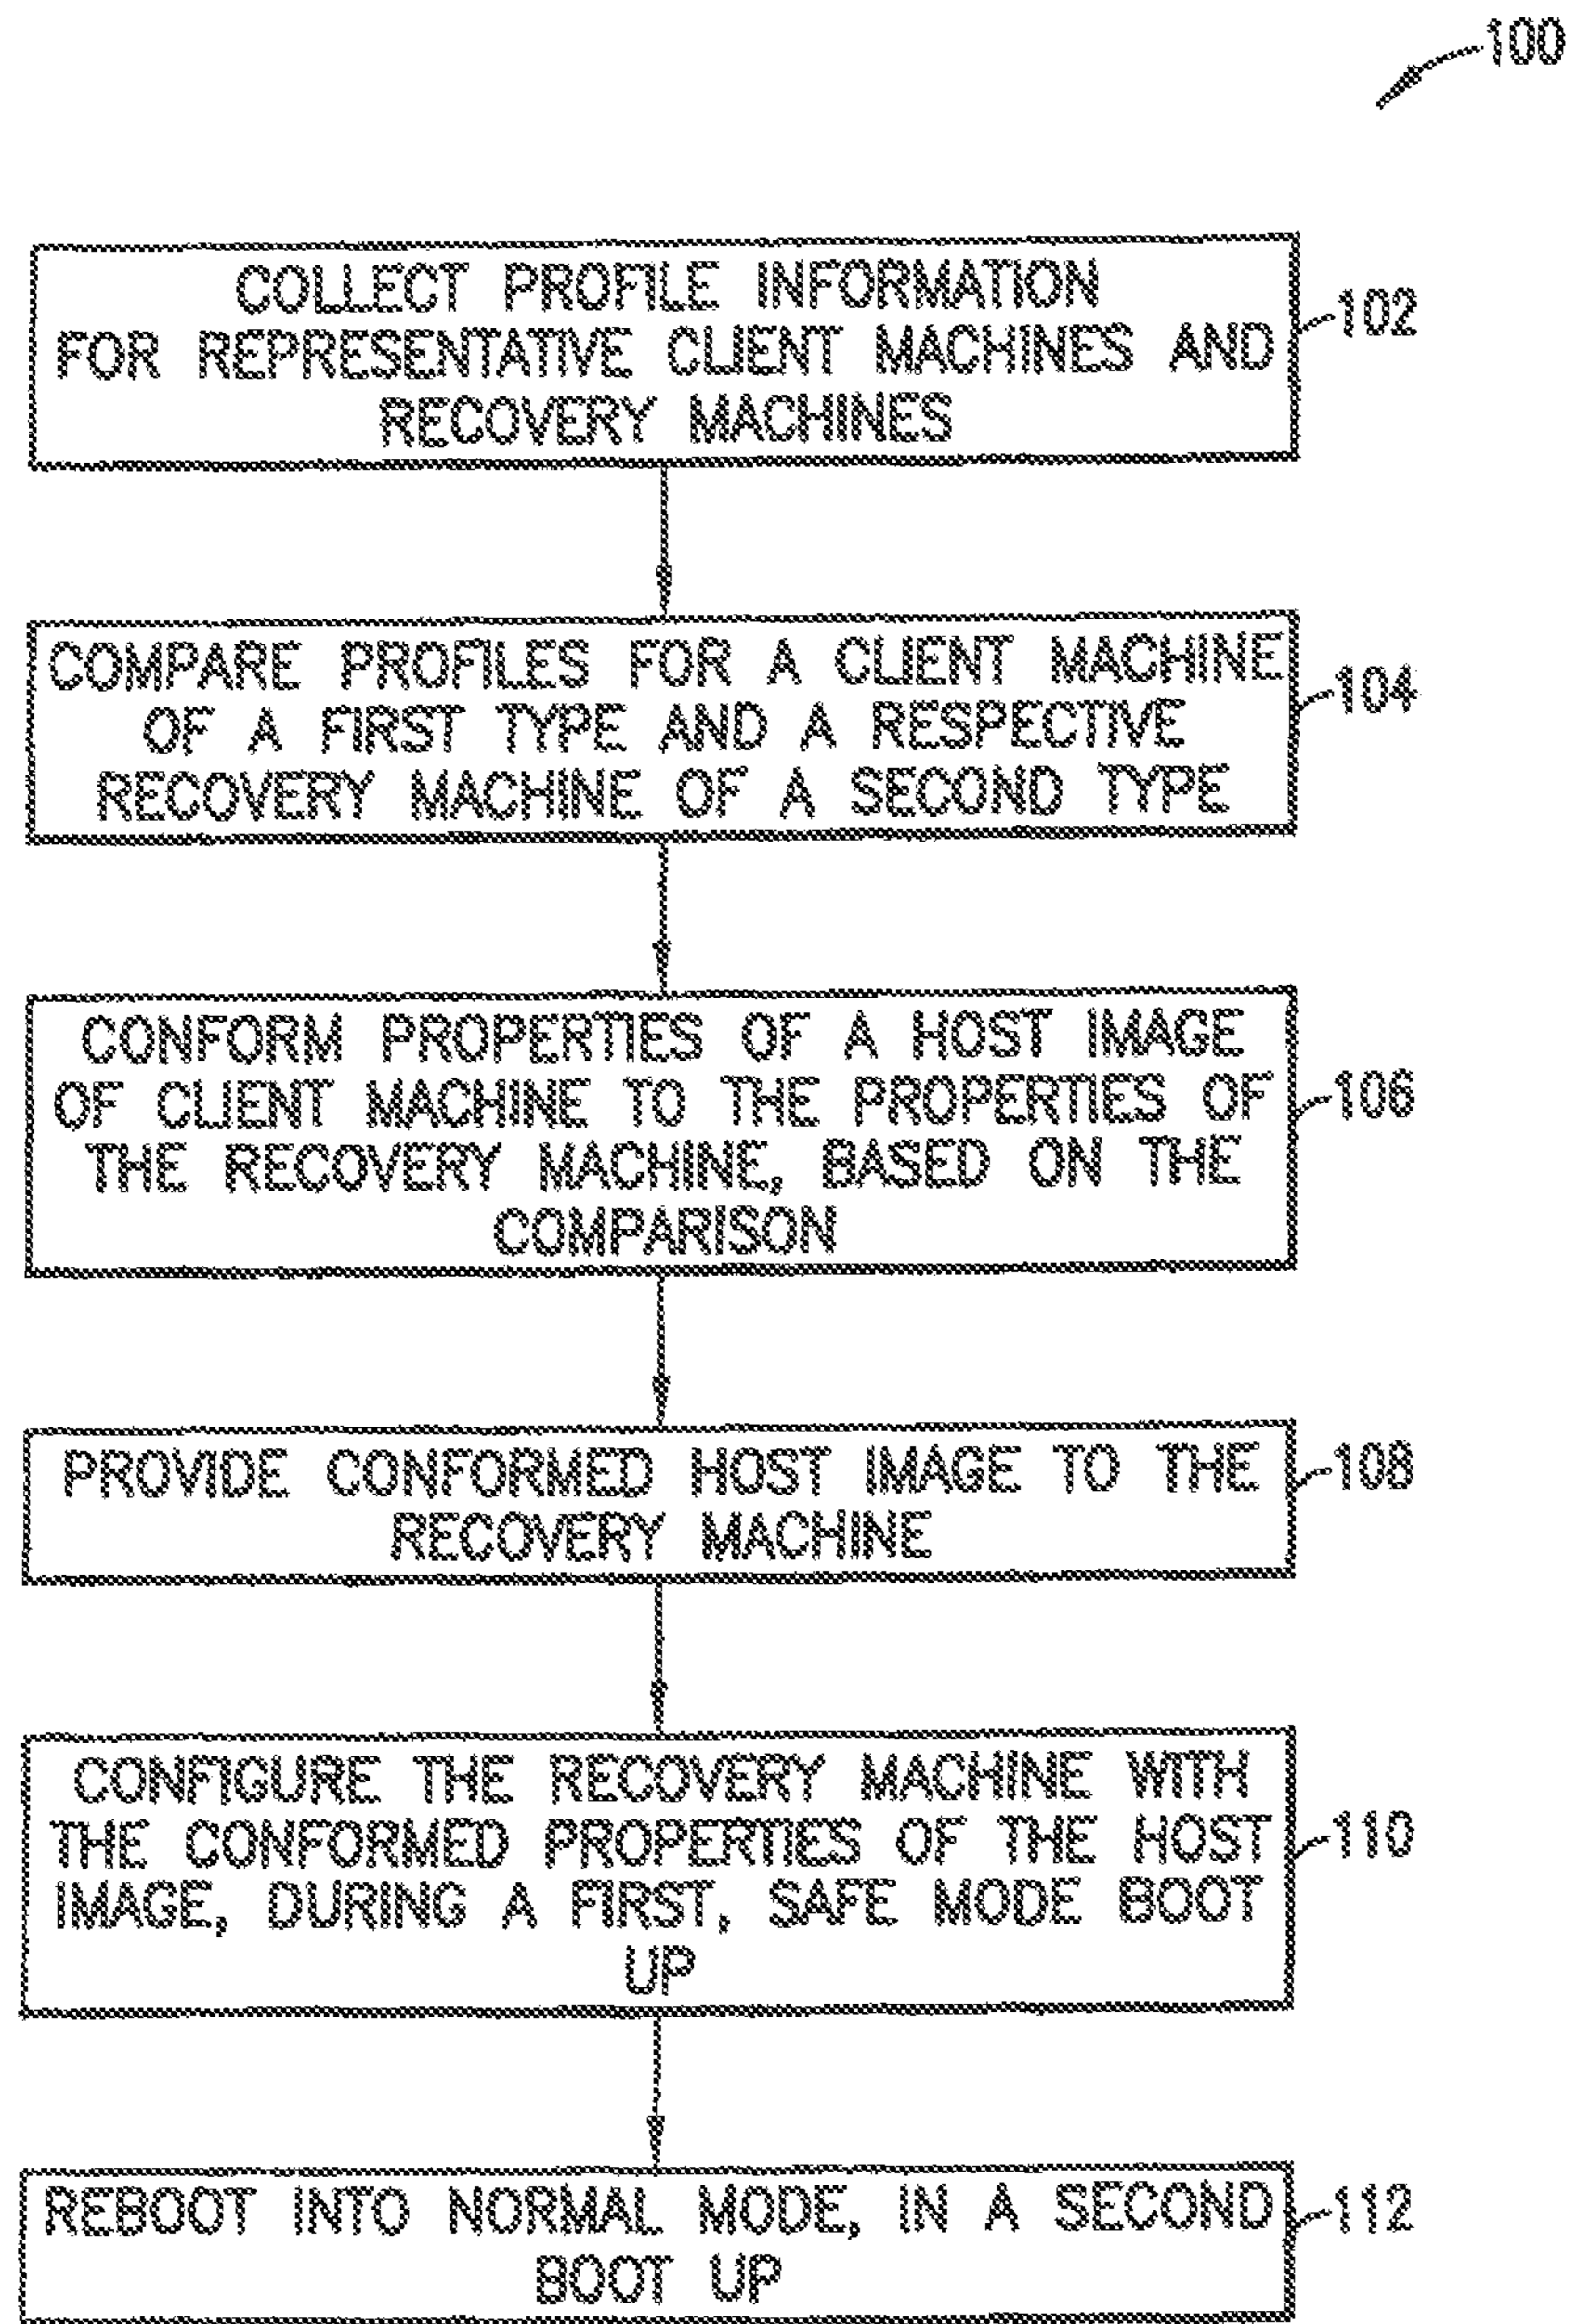 100
COLLECT PROFILE INFORMATION
FOR REPRESENTATIVE CLIENT MACHINES AND
RECOVERY MACHINES
102
COMPARE PROFILES FOR A CLIENT MACHINE
OF A FIRST TYPE AND A RESPECTIVE
RECOVERY MACHINE OF A SECOND TYPE
104
CONFORM PROPERTIES OF A HOST IMAGE
OF CLIENT MACHINE TO THE PROPERTIES OF
THE RECOVERY MACHINE, BASED ON THE
COMPARISON
106
PROVIDE CONFORMED HOST IMAGE TO THE
RECOVERY MACHINE
108
CONFIGURE THE RECOVERY MACHINE WITH
THE CONFORMED PROPERTIES OF THE HOST
IMAGE, DURING A FIRST, SAFE MODE BOOT
UP
110
REBOOT INTO NORMAL MODE, IN A SECOND
BOOT UP
112